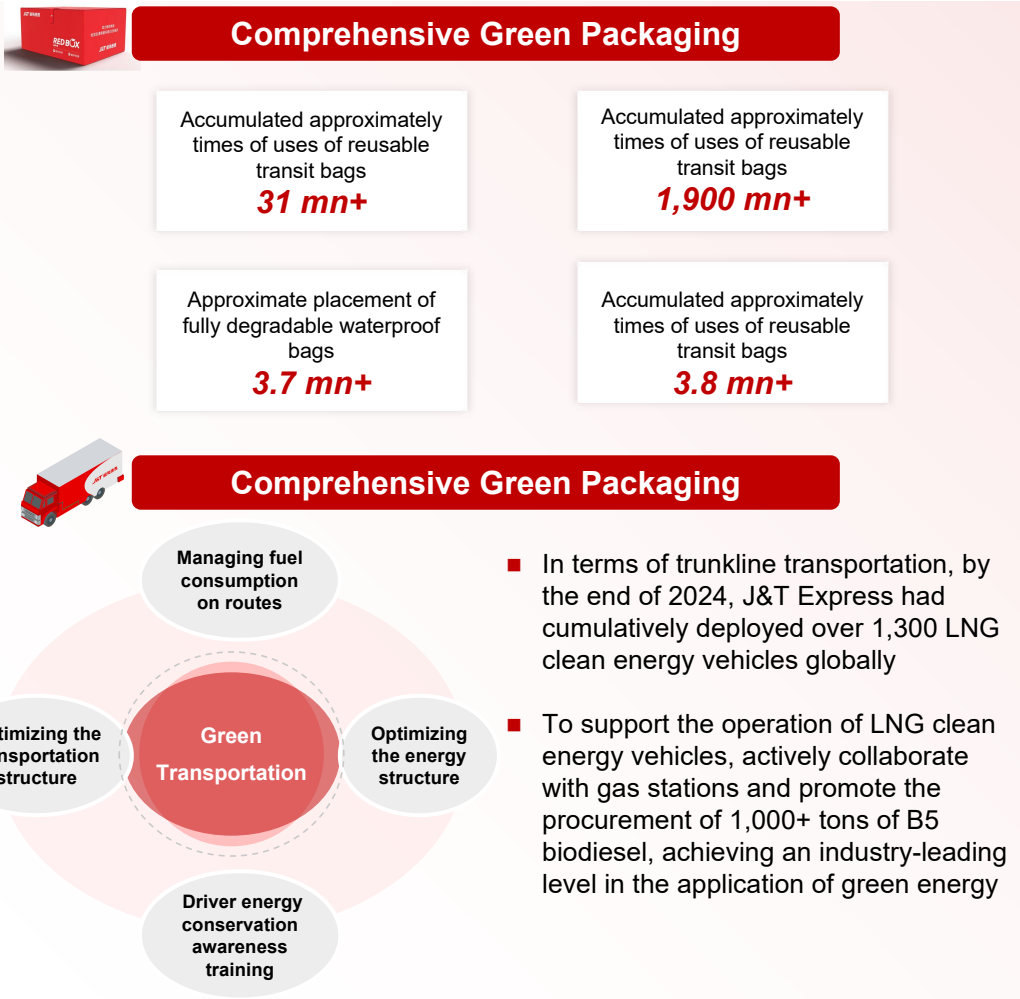 RED BOX
Comprehensive Green Packaging
Accumulated approximately
times of uses of reusable
transit bags
31 mn+
Accumulated approximately
times of uses of reusable
transit bags
1,900 mn+
Approximate placement of
fully degradable waterproof
bags
3.7 mn+
Accumulated approximately
times of uses of reusable
transit bags
3.8 mn+
Comprehensive Green Packaging
Managing fuel
consumption
on routes
timizing the
nsportation
structure
Green
Transportation
Optimizing
the energy
structure
Driver energy
conservation
awareness
training
■ In terms of trunkline transportation, by
the end of 2024, J&T Express had
cumulatively deployed over 1,300 LNG
clean energy vehicles globally
■ To support the operation of LNG clean
energy vehicles, actively collaborate
with gas stations and promote the
procurement of 1,000+ tons of B5
biodiesel, achieving an industry-leading
level in the application of green energy